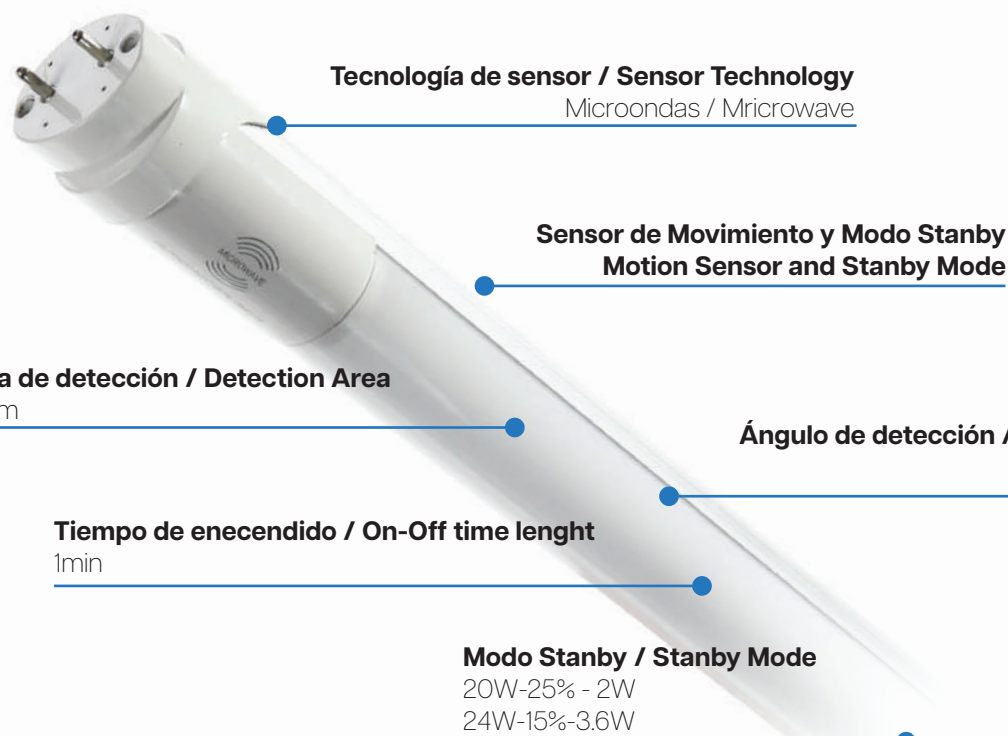 Tecnología de sensor / Sensor Technology
Microondas / Mricrowave
MICROWAVE
Sensor de Movimiento y Modo Stanby
Motion Sensor and Stanby Mode
de detección / Detection Area
Ángulo de detección /
Tiempo de enecendido / On-Off time lenght
1min
Modo Stanby / Stanby Mode
20W-25% - 2W
24W-15%-3.6W